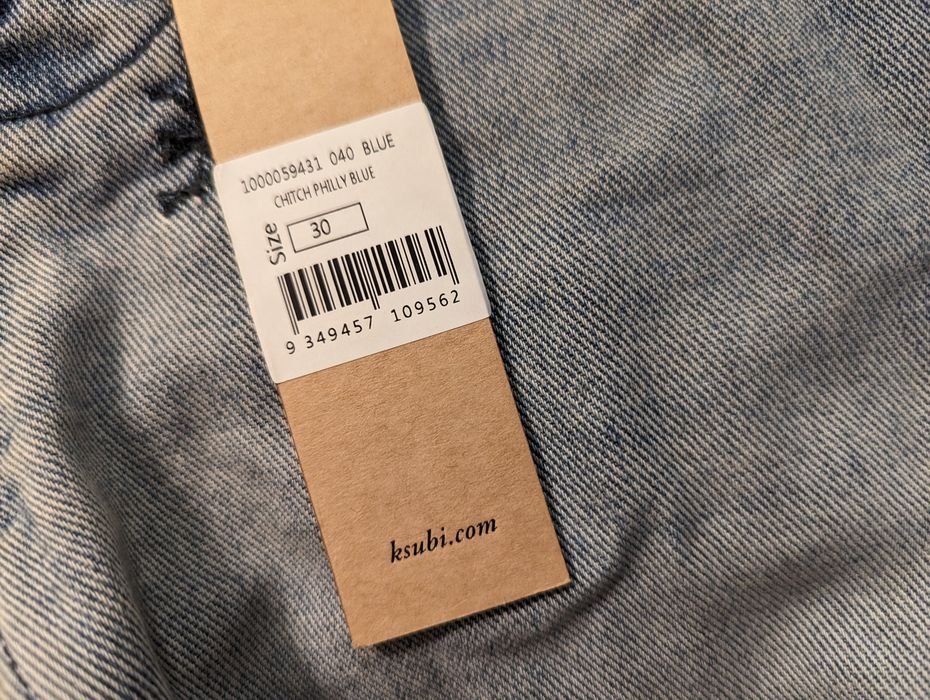 1000059431 040 BLUE
CHITCH PHILLY BLUE
Size 30
9 349457 109562
ksubi.com